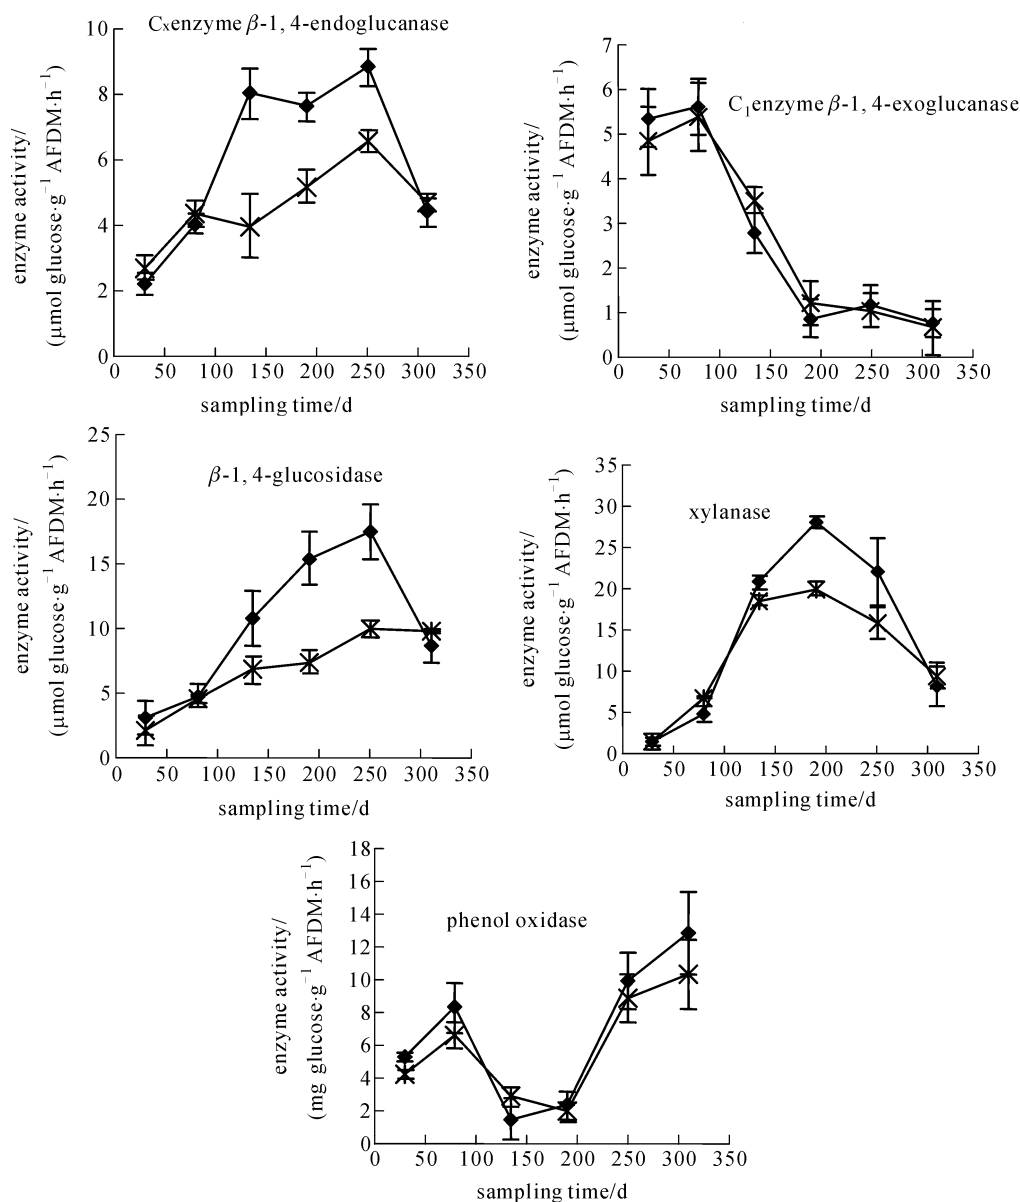 Cxenzyme β-1, 4-endoglucanase
enzyme activity/
(μmol glucose·g⁻¹ AFDM·h⁻¹)
10
8
6
4
2
0
0 50 100 150 200 250 300 350
sampling time/d
C₁enzyme β-1, 4-exoglucanase
enzyme activity/
(μmol glucose·g⁻¹ AFDM·h⁻¹)
7
6
5
4
3
2
1
0
0 50 100 150 200 250 300 350
sampling time/d
β-1, 4-glucosidase
enzyme activity/
(μmol glucose·g⁻¹ AFDM·h⁻¹)
25
20
15
10
5
0
0 50 100 150 200 250 300 350
sampling time/d
xylanase
enzyme activity/
(μmol glucose·g⁻¹ AFDM·h⁻¹)
35
30
25
20
15
10
5
0
0 50 100 150 200 250 300 350
sampling time/d
phenol oxidase
enzyme activity/
(mg glucose·g⁻¹ AFDM·h⁻¹)
18
16
14
12
10
8
6
4
2
0
0 50 100 150 200 250 300 350
sampling time/d